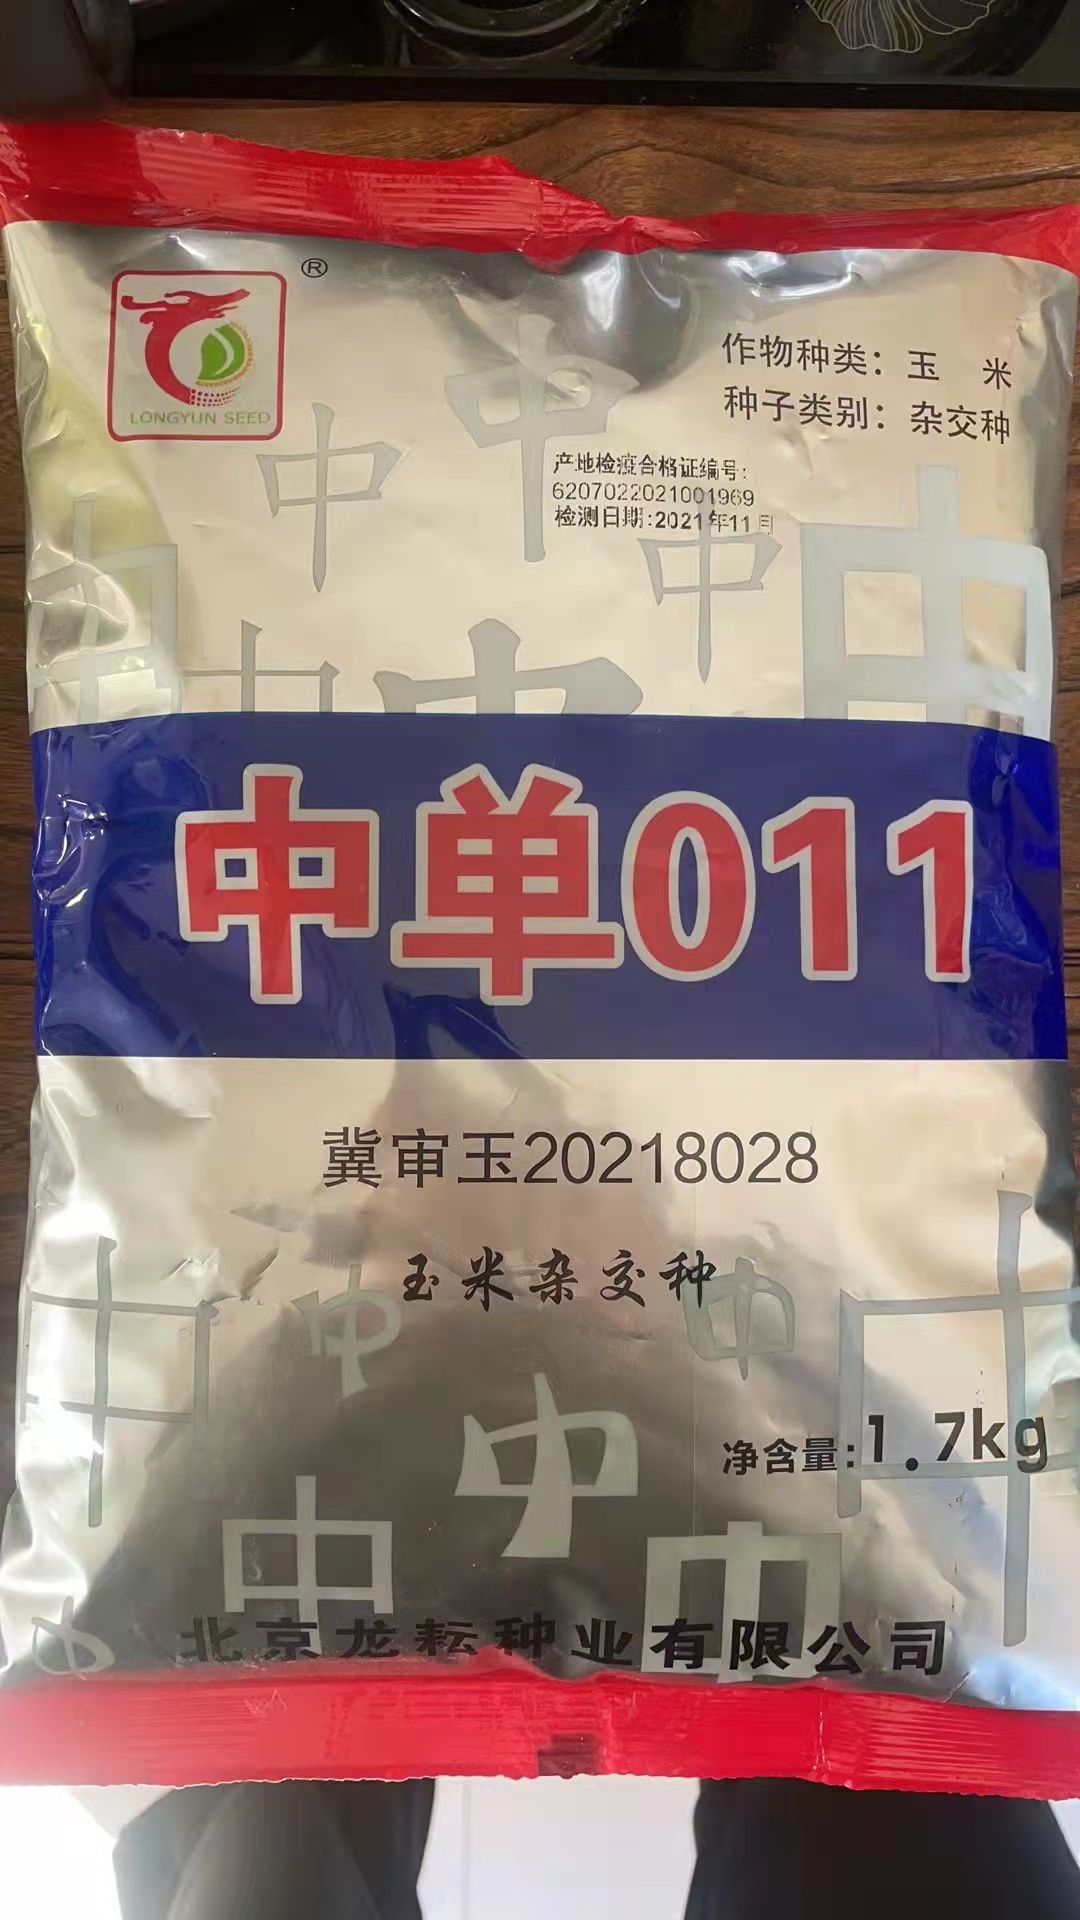 ®
LONGYUN SEED
作物种类：玉 米
种子类别：杂交种
产地检疫合格证编号：
6207022021001969
检测日期：2021年11月
中单011
冀审玉20218028
玉米杂交种
净含量：1.7kg
北京龙耘种业有限公司